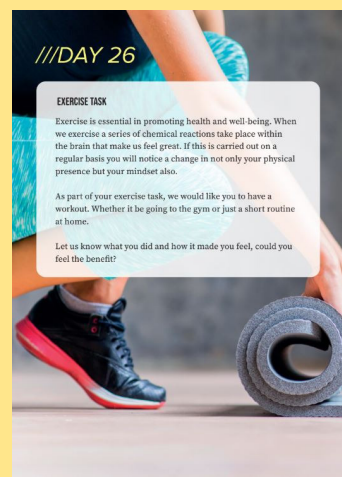 ///DAY 26
EXERCISE TASK
Exercise is essential in promoting health and well-being. When
we exercise a series of chemical reactions take place within
the brain that make us feel great. If this is carried out on a
regular basis you will notice a change in not only your physical
presence but your mindset also.
As part of your exercise task, we would like you to have a
workout. Whether it be going to the gym or just a short routine
at home.
Let us know what you did and how it made you feel, could you
feel the benefit?